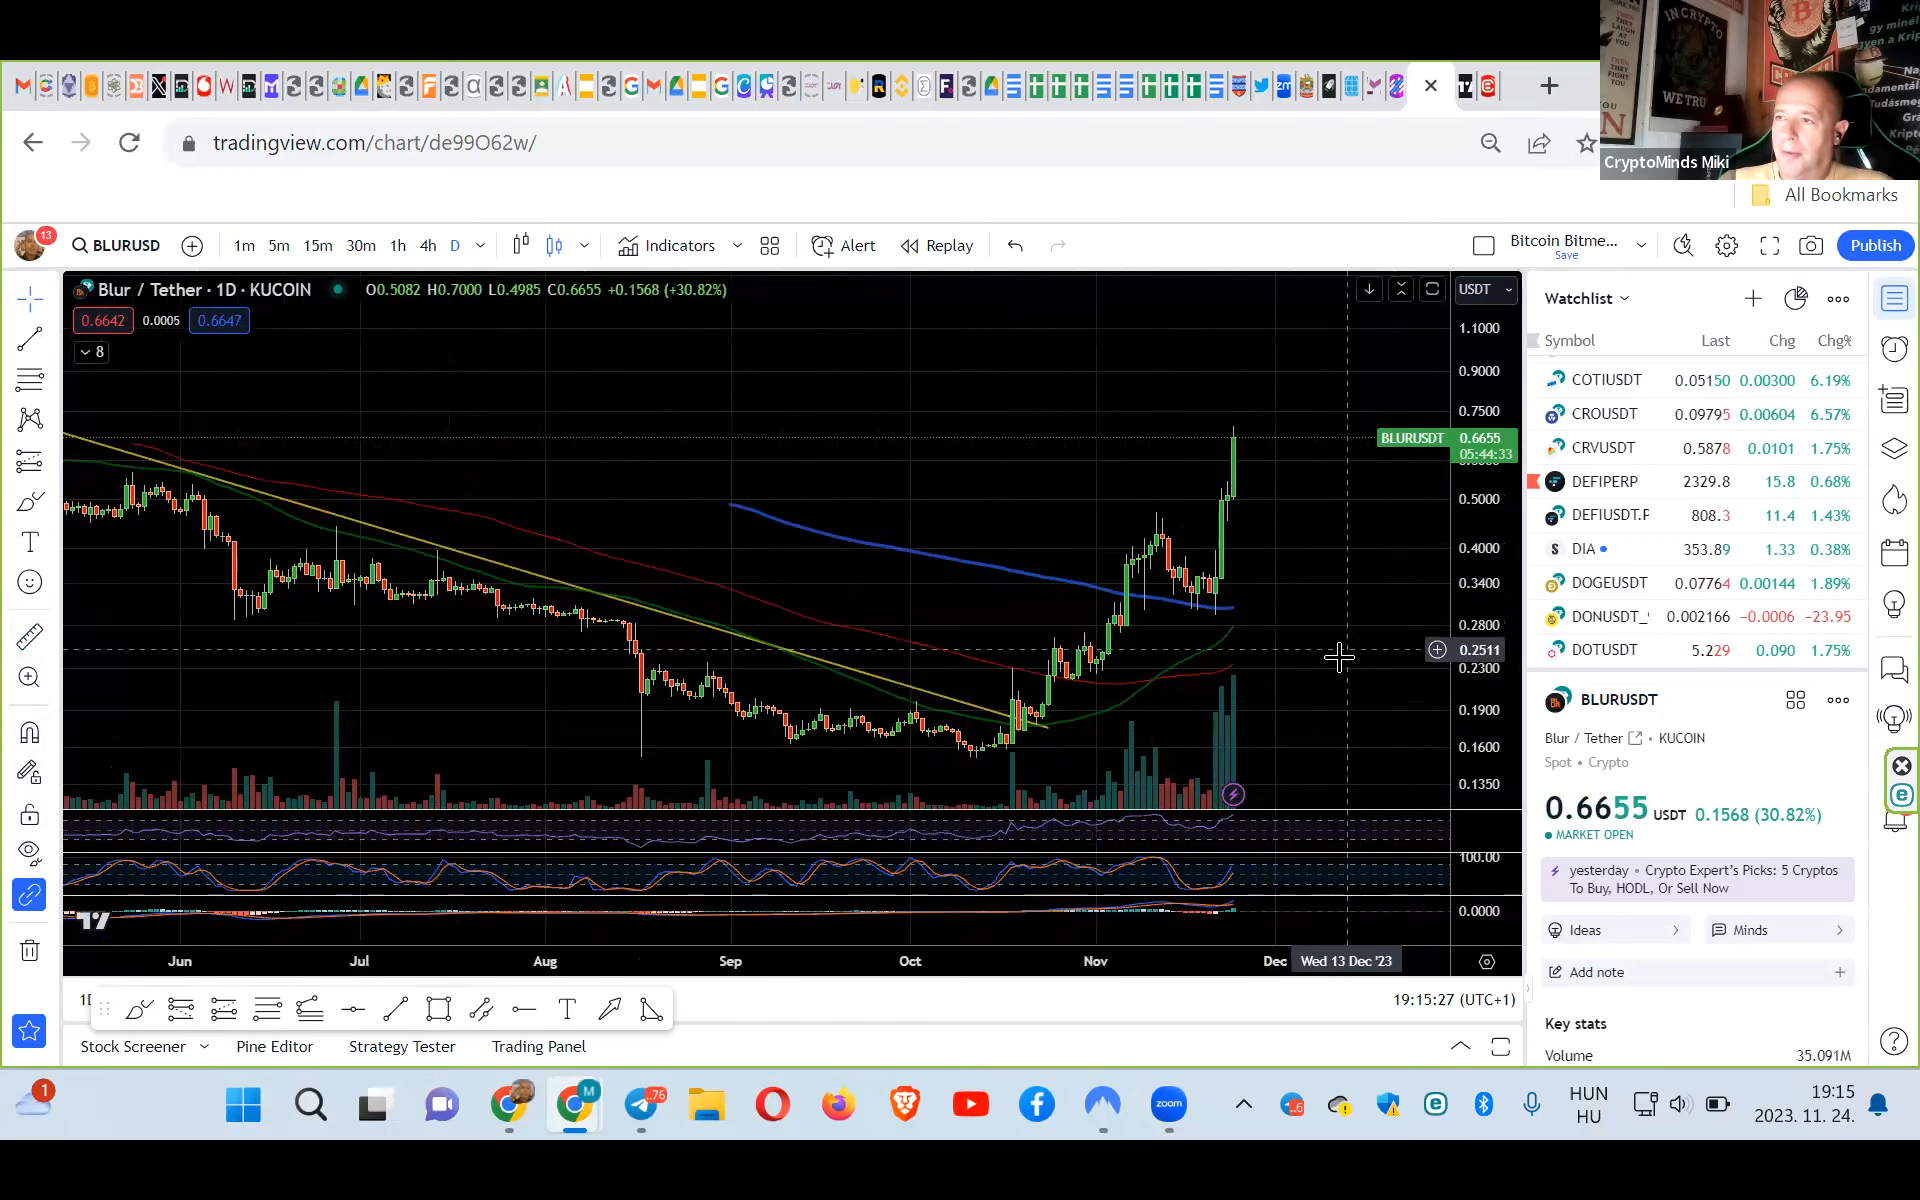 IN CRYPTO
WE TRU
CryptoMinds Miki
tradingview.com/chart/de99O62w/
All Bookmarks
13
BLURUSD
1m 5m 15m 30m 1h 4h D
Indicators
Alert
Replay
Bitcoin Bitme...
Save
Publish
Blur / Tether · 1D · KUCOIN
O0.5082 H0.7000 L0.4985 C0.6655 +0.1568 (+30.82%)
0.6642 0.0005 0.6647
8
USDT
1.1000
0.9000
0.7500
BLURUSDT 0.6655
05:44:33
0.5000
0.4000
0.3400
0.2800
0.2511
0.2300
0.1900
0.1600
0.1350
100.00
0.0000
Jun Jul Aug Sep Oct Nov Dec
Wed 13 Dec '23
19:15:27 (UTC+1)
Stock Screener
Pine Editor
Strategy Tester
Trading Panel
Watchlist
Symbol Last Chg Chg%
COTIUSDT 0.05150 0.00300 6.19%
CROUSDT 0.09795 0.00604 6.57%
CRVUSDT 0.5878 0.0101 1.75%
DEFIPERP 2329.8 15.8 0.68%
DEFIUSDT.F 808.3 11.4 1.43%
DIA 353.89 1.33 0.38%
DOGEUSDT 0.07764 0.00144 1.89%
DONUSDT_ 0.002166 −0.0006 −23.95
DOTUSDT 5.229 0.090 1.75%
BLURUSDT
Blur / Tether • KUCOIN
Spot • Crypto
0.6655 USDT 0.1568 (30.82%)
MARKET OPEN
yesterday • Crypto Expert's Picks: 5 Cryptos
To Buy, HODL, Or Sell Now
Ideas
Minds
Add note
Key stats
Volume 35.091M
1
zoom
HUN
HU
19:15
2023. 11. 24.